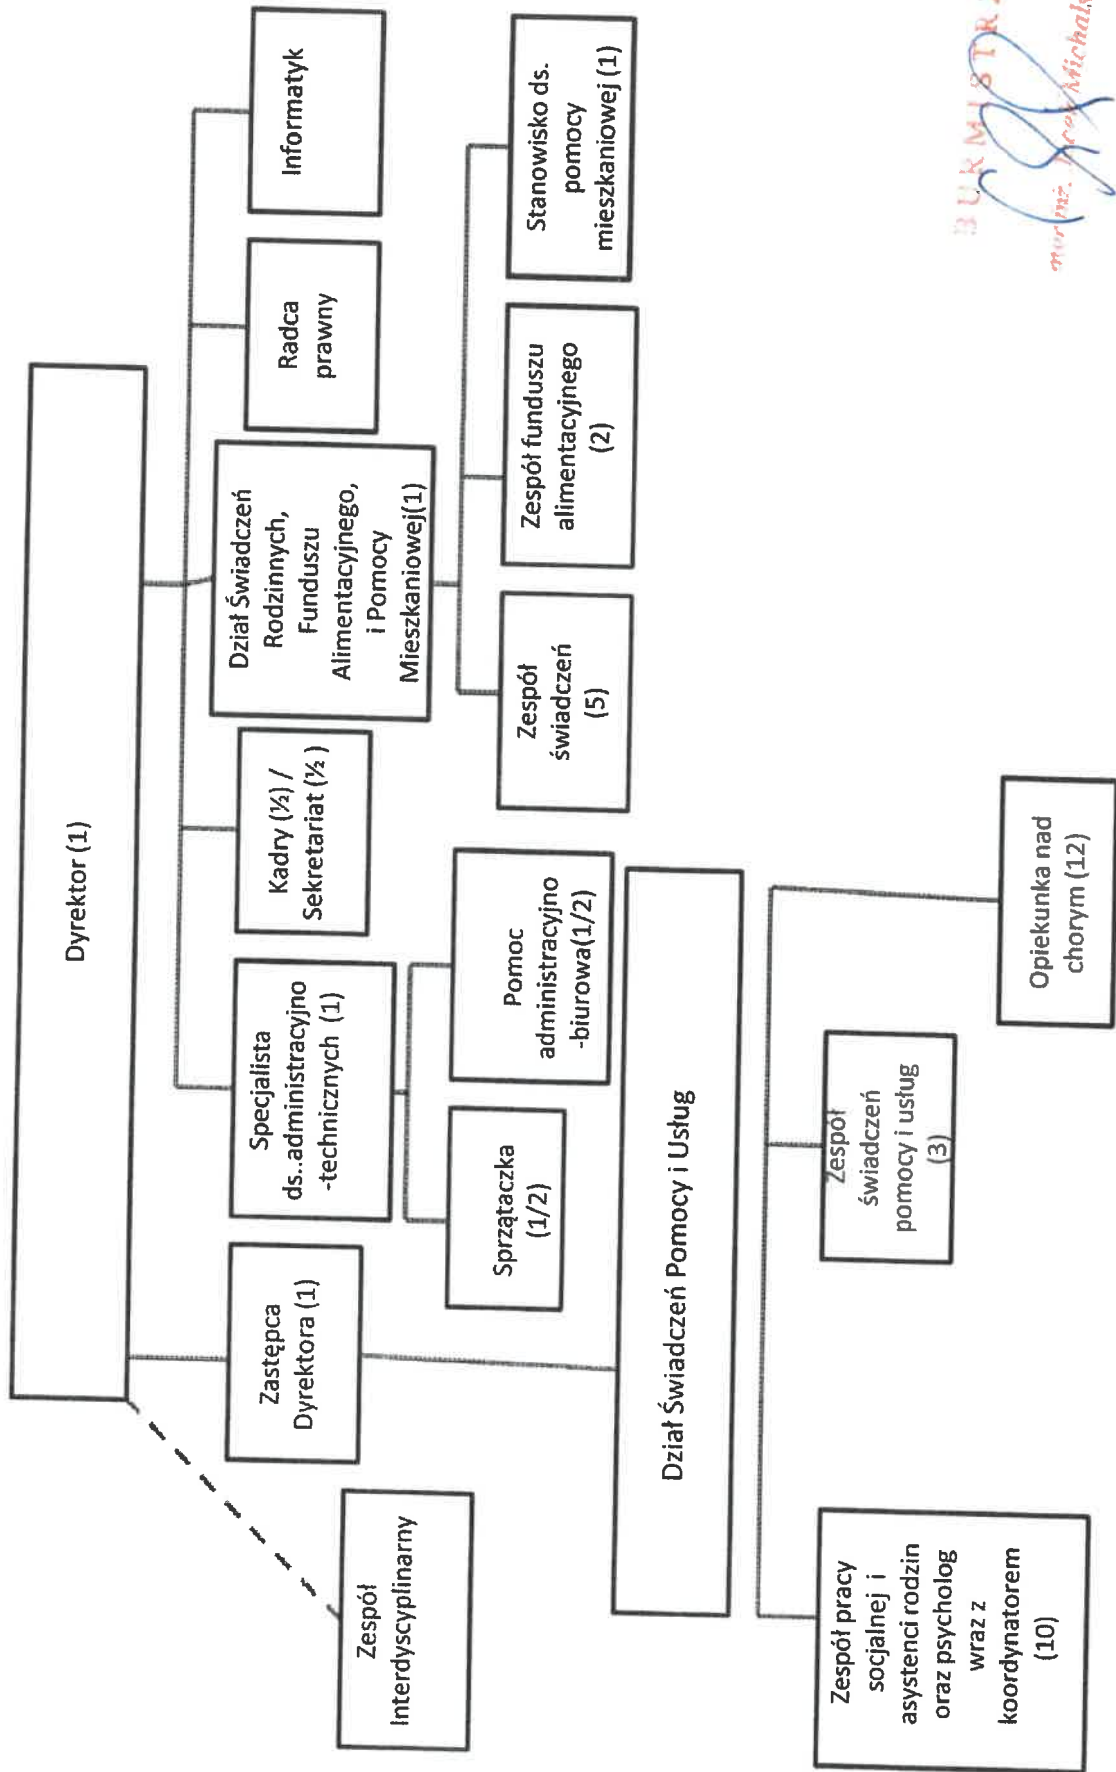 Dyrektor (1)
Zespół
Interdyscyplinarny
Zastępca
Dyrektora (1)
Specjalista
ds..administracyjno
-technicznych (1)
Kadry (½) /
Sekretariat (½ )
Dział Świadczeń
Rodzinnych,
Funduszu
Alimentacyjnego,
i Pomocy
Mieszkaniowej(1)
Radca
prawny
Informatyk
Sprzątaczka
(1/2)
Pomoc
administracyjno
-biurowa(1/2)
Zespół
świadczeń
(5)
Zespół funduszu
alimentacyjnego
(2)
Stanowisko ds.
pomocy
mieszkaniowej (1)
Dział Świadczeń Pomocy i Usług
Zespół pracy
socjalnej i
asystenci rodzin
oraz psycholog
wraz z
koordynatorem
(10)
Zespół
świadczeń
pomocy i usług
(3)
Opiekunka nad
chorym (12)
BURMISTR